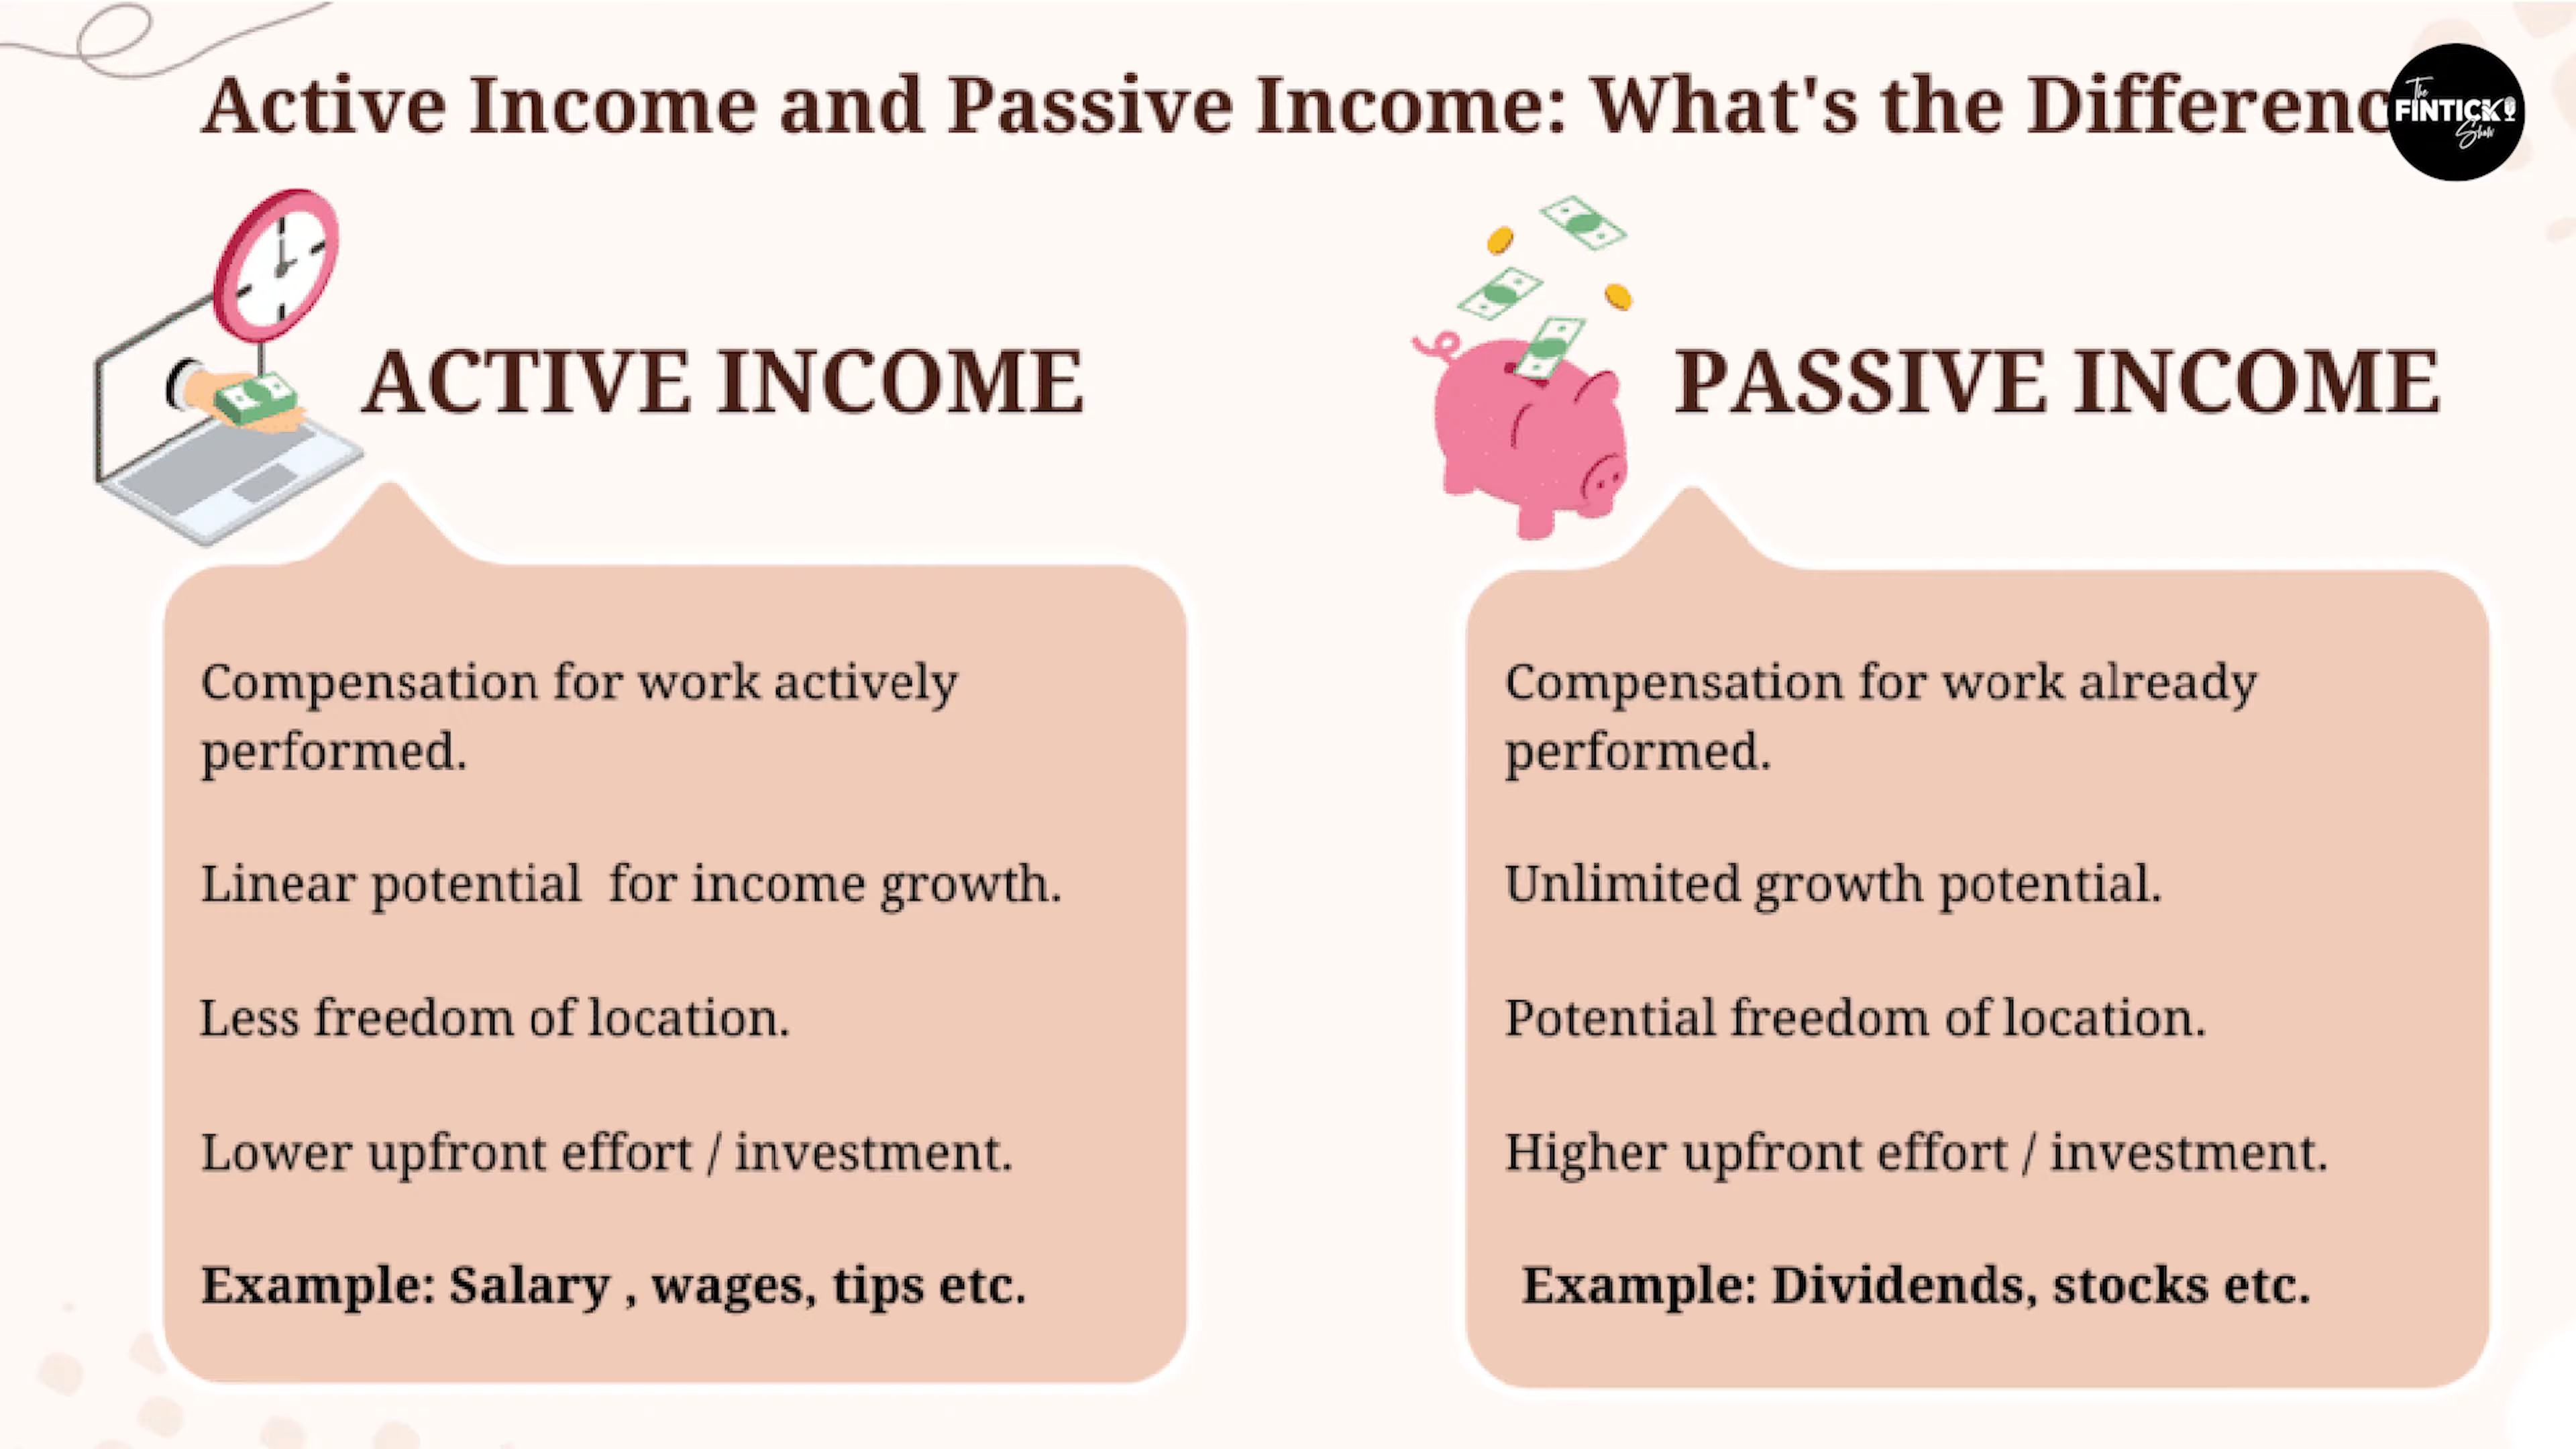 Active Income and Passive Income: What's the Differenc
The
FINTICK
Show
ACTIVE INCOME
Compensation for work actively
performed.
Linear potential  for income growth.
Less freedom of location.
Lower upfront effort / investment.
Example: Salary , wages, tips etc.
PASSIVE INCOME
Compensation for work already
performed.
Unlimited growth potential.
Potential freedom of location.
Higher upfront effort / investment.
Example: Dividends, stocks etc.